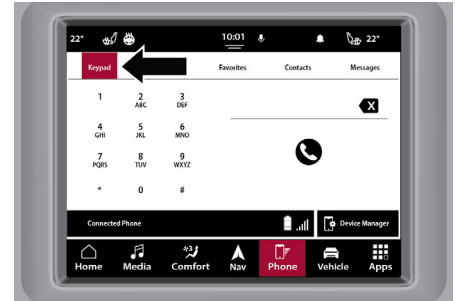 22° 10:01 22°
Keypad Favorites Contacts Messages
1 2 3
ABC DEF
X
4 5 6
GHI JKL MNO
7 8 9
PQRS TUV WXYZ
* 0 #
Connected Phone Device Manager
Home Media Comfort Nav Phone Vehicle Apps